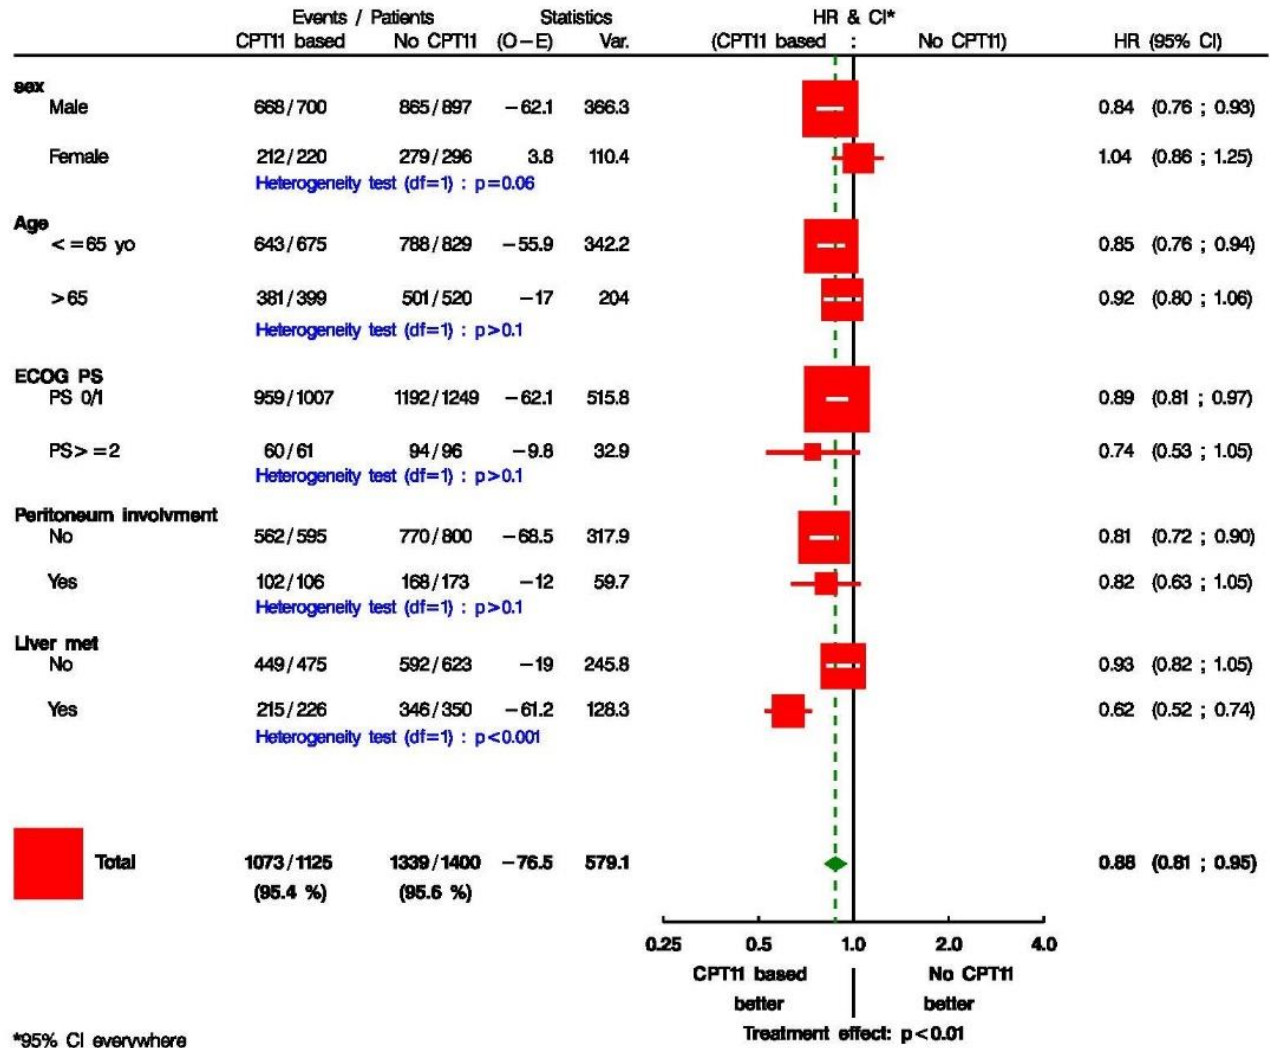 Events / Patients Statistics HR & CI*
CPT11 based No CPT11 (O-E) Var. (CPT11 based : No CPT11) HR (95% CI)
sex
Male 668/700 865/897 -62.1 366.3 0.84 (0.76 ; 0.93)
Female 212/220 279/296 3.8 110.4 1.04 (0.86 ; 1.25)
Heterogeneity test (df=1) : p=0.06
Age
<=65 yo 643/675 788/829 -55.9 342.2 0.85 (0.76 ; 0.94)
>65 381/399 501/520 -17 204 0.92 (0.80 ; 1.06)
Heterogeneity test (df=1) : p>0.1
ECOG PS
PS 0/1 959/1007 1192/1249 -62.1 515.8 0.89 (0.81 ; 0.97)
PS>=2 60/61 94/96 -9.8 32.9 0.74 (0.53 ; 1.05)
Heterogeneity test (df=1) : p>0.1
Peritoneum involvment
No 562/595 770/800 -68.5 317.9 0.81 (0.72 ; 0.90)
Yes 102/106 168/173 -12 59.7 0.82 (0.63 ; 1.05)
Heterogeneity test (df=1) : p>0.1
Liver met
No 449/475 592/623 -19 245.8 0.93 (0.82 ; 1.05)
Yes 215/226 346/350 -61.2 128.3 0.62 (0.52 ; 0.74)
Heterogeneity test (df=1) : p<0.001
Total 1073/1125 1339/1400 -76.5 579.1 0.88 (0.81 ; 0.95)
(95.4 %) (95.6 %)
0.25 0.5 1.0 2.0 4.0
CPT11 based No CPT11
better better
Treatment effect: p<0.01
*95% CI everywhere